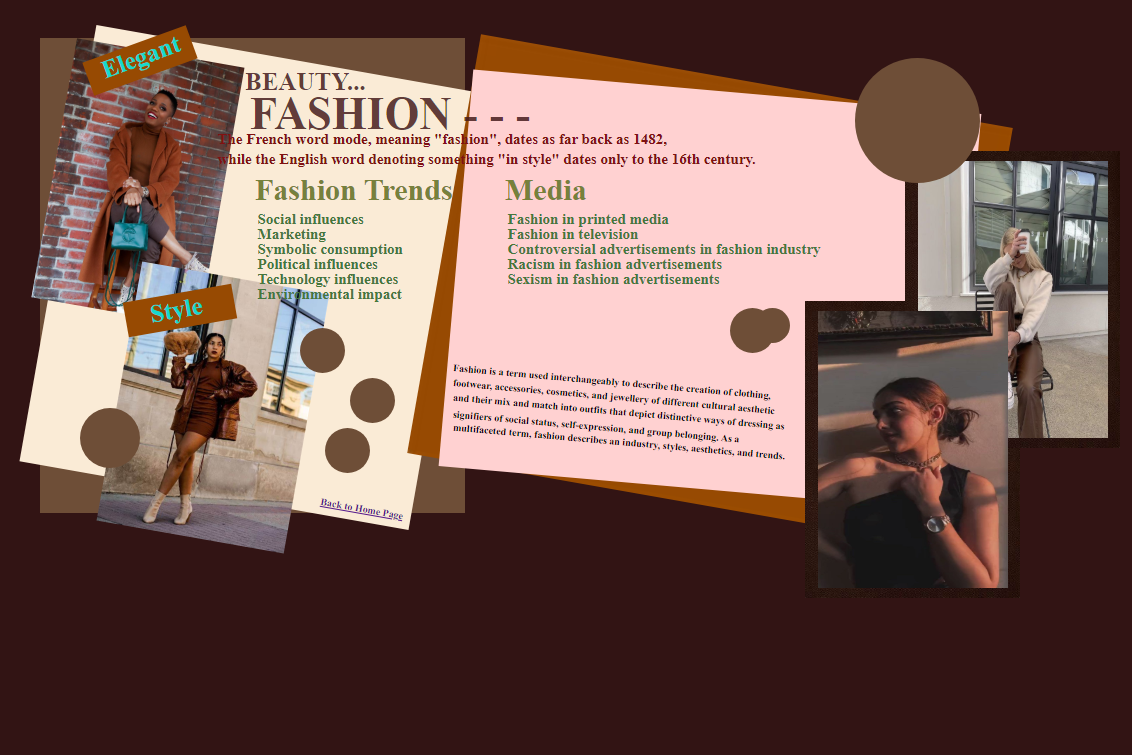 Elegant
BEAUTY...
FASHION - - -
The French word mode, meaning "fashion", dates as far back as 1482,
while the English word denoting something "in style" dates only to the 16th century.
Fashion Trends
Social influences
Marketing
Symbolic consumption
Political influences
Technology influences
Environmental impact
Media
Fashion in printed media
Fashion in television
Controversial advertisements in fashion industry
Racism in fashion advertisements
Sexism in fashion advertisements
Style
Fashion is a term used interchangeably to describe the creation of clothing,
footwear, accessories, cosmetics, and jewellery of different cultural aesthetic
and their mix and match into outfits that depict distinctive ways of dressing as
signifiers of social status, self-expression, and group belonging. As a
multifaceted term, fashion describes an industry, styles, aesthetics, and trends.
Back to Home Page